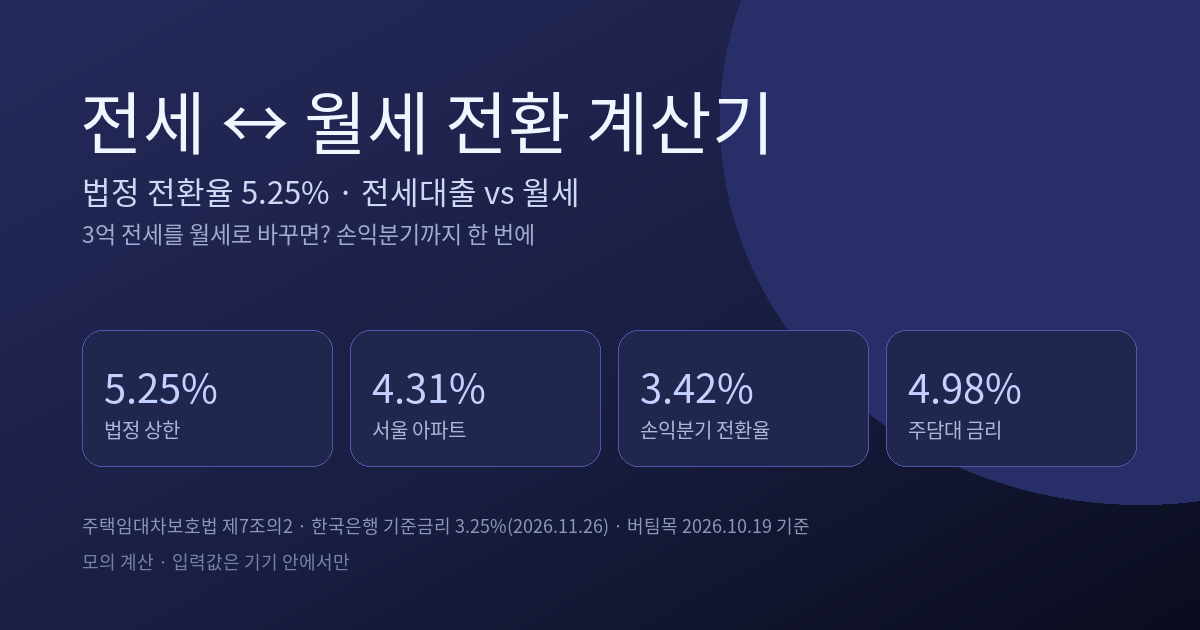 전세 ↔ 월세 전환 계산기
법정 전환율 5.25% · 전세대출 vs 월세
3억 전세를 월세로 바꾸면? 손익분기까지 한 번에
5.25%
법정 상한
4.31%
서울 아파트
3.42%
손익분기 전환율
4.98%
주담대 금리
주택임대차보호법 제7조의2 · 한국은행 기준금리 3.25%(2026.11.26) · 버팀목 2026.10.19 기준
모의 계산 · 입력값은 기기 안에서만